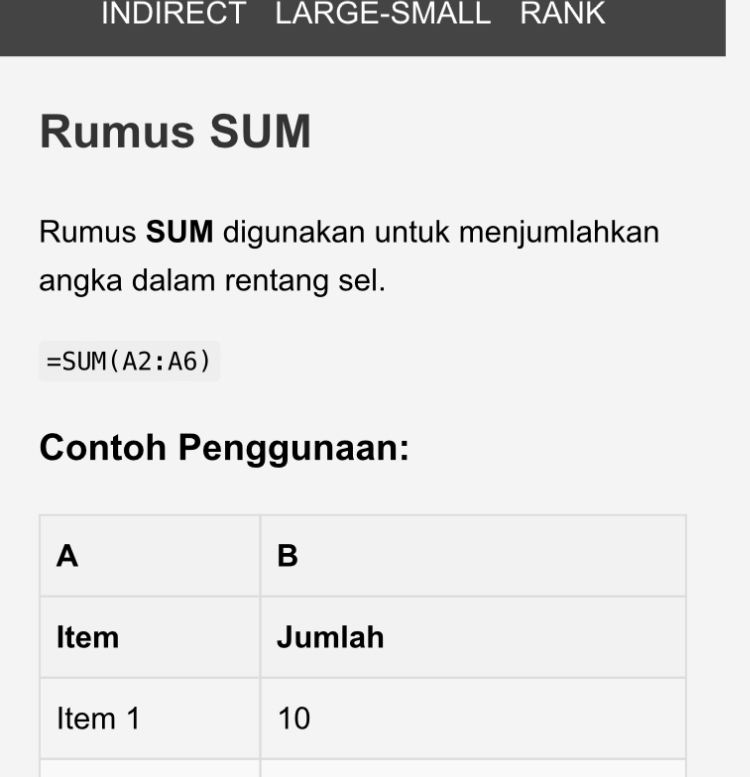 INDIRECT LARGE-SMALL RANK
Rumus SUM
Rumus SUM digunakan untuk menjumlahkan
angka dalam rentang sel.
=SUM(A2:A6)
Contoh Penggunaan:
A B
Item Jumlah
Item 1 10